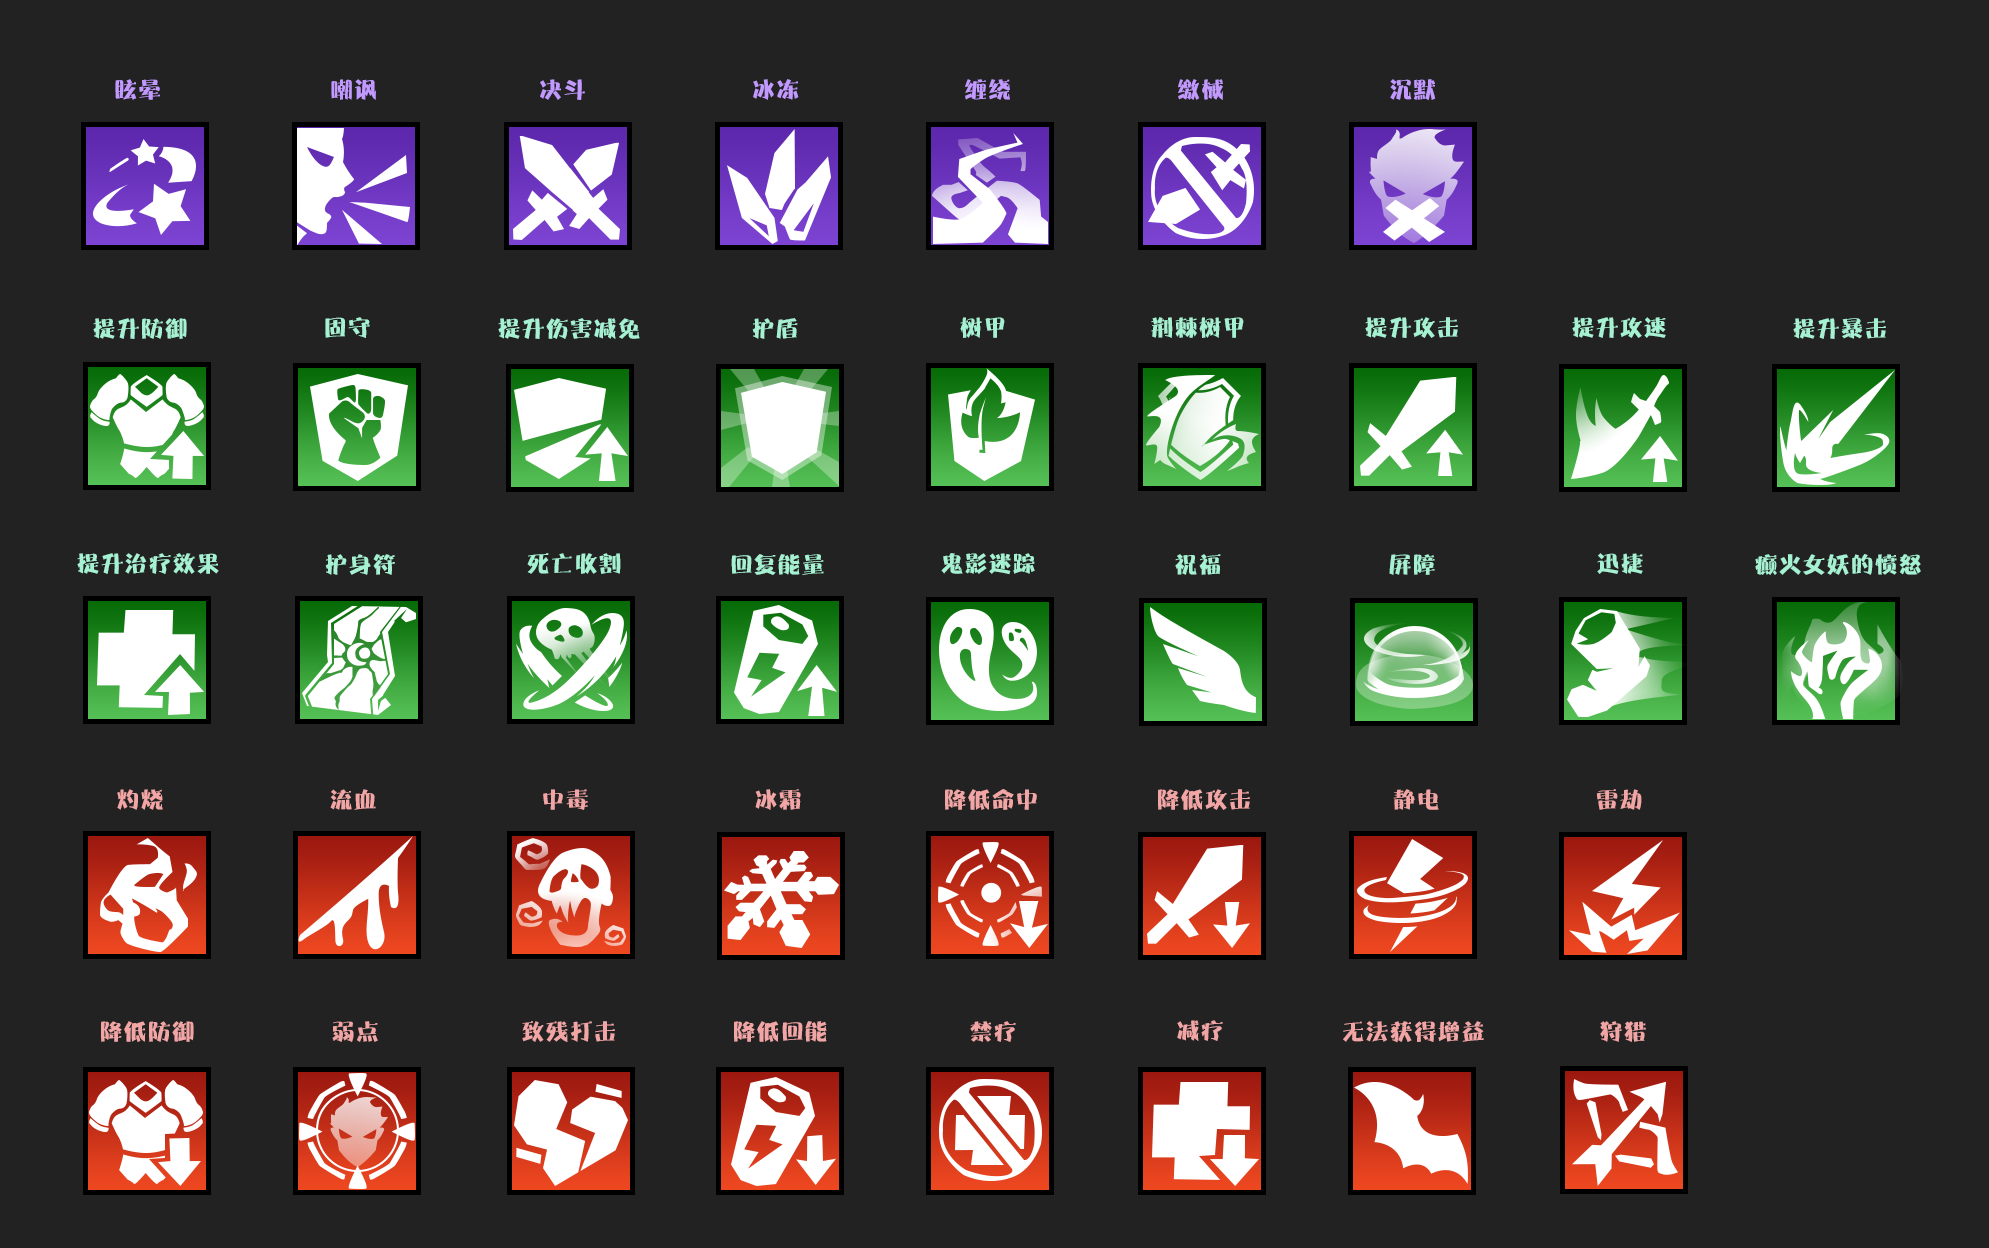 眩晕
嘲讽
决斗
冰冻
缠绕
缴械
沉默
提升防御
固守
提升伤害减免
护盾
树甲
荆棘树甲
提升攻击
提升攻速
提升暴击
提升治疗效果
护身符
死亡收割
回复能量
鬼影迷踪
祝福
屏障
迅捷
癫火女妖的愤怒
灼烧
流血
中毒
冰霜
降低命中
降低攻击
静电
雷劫
降低防御
弱点
致残打击
降低回能
禁疗
减疗
无法获得增益
狩猎